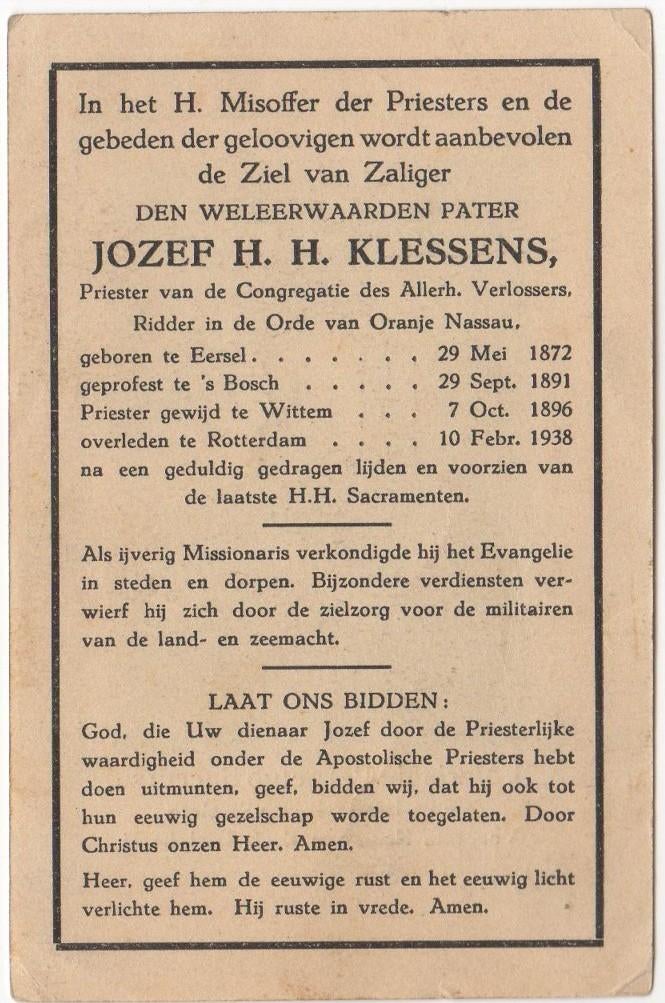 In het H. Misoffer der Priesters en de
gebeden der geloovigen wordt aanbevolen
de Ziel van Zaliger
DEN WELEERWAARDEN PATER
JOZEF H. H. KLESSENS,
Priester van de Congregatie des Allerh. Verlossers,
Ridder in de Orde van Oranje Nassau,
geboren te Eersel . . . . . . . 29 Mei 1872
geprofest te 's Bosch . . . . . 29 Sept. 1891
Priester gewijd te Wittem . . . 7 Oct. 1896
overleden te Rotterdam . . . . 10 Febr. 1938
na een geduldig gedragen lijden en voorzien van
de laatste H.H. Sacramenten.
Als ijverig Missionaris verkondigde hij het Evangelie
in steden en dorpen. Bijzondere verdiensten ver-
wierf hij zich door de zielzorg voor de militairen
van de land- en zeemacht.
LAAT ONS BIDDEN:
God, die Uw dienaar Jozef door de Priesterlijke
waardigheid onder de Apostolische Priesters hebt
doen uitmunten, geef, bidden wij, dat hij ook tot
hun eeuwig gezelschap worde toegelaten. Door
Christus onzen Heer. Amen.
Heer, geef hem de eeuwige rust en het eeuwig licht
verlichte hem. Hij ruste in vrede. Amen.